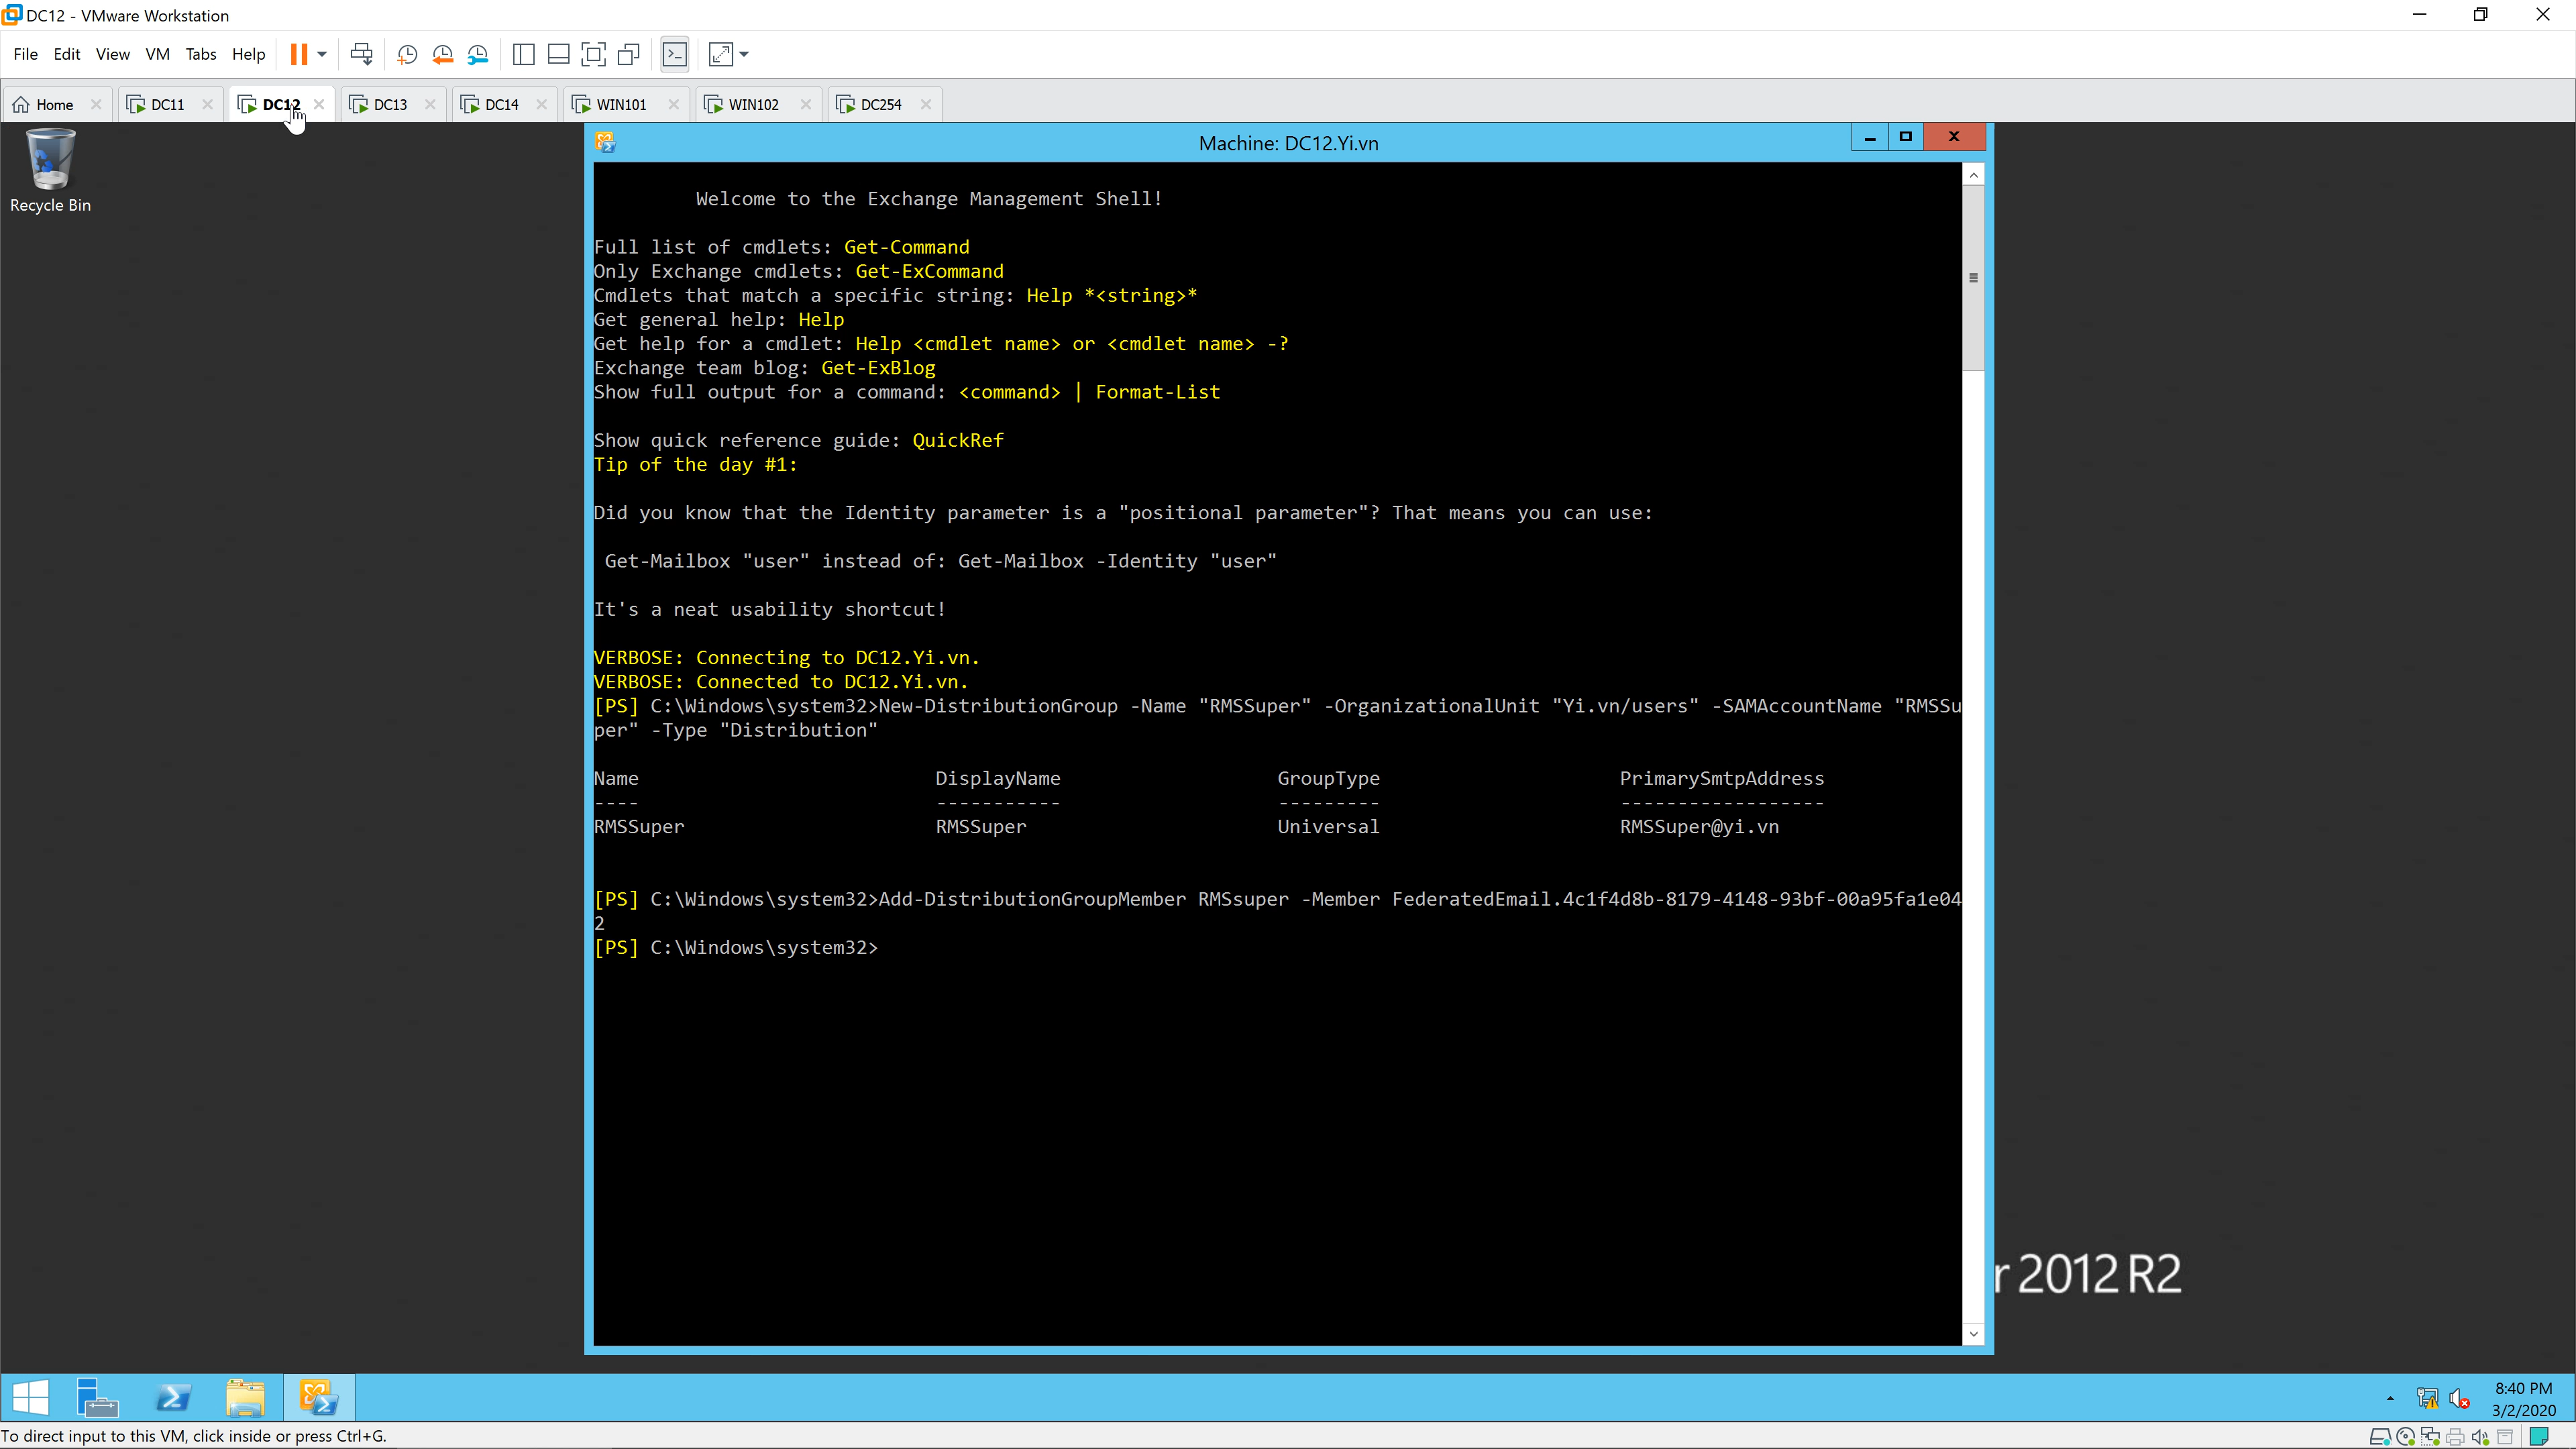 DC12 - VMware Workstation
File Edit View VM Tabs Help
Home DC11 DC12 DC13 DC14 WIN101 WIN102 DC254
Recycle Bin
Machine: DC12.Yi.vn
Welcome to the Exchange Management Shell!
Full list of cmdlets: Get-Command
Only Exchange cmdlets: Get-ExCommand
Cmdlets that match a specific string: Help *<string>*
Get general help: Help
Get help for a cmdlet: Help <cmdlet name> or <cmdlet name> -?
Exchange team blog: Get-ExBlog
Show full output for a command: <command> | Format-List
Show quick reference guide: QuickRef
Tip of the day #1:
Did you know that the Identity parameter is a "positional parameter"? That means you can use:
Get-Mailbox "user" instead of: Get-Mailbox -Identity "user"
It's a neat usability shortcut!
VERBOSE: Connecting to DC12.Yi.vn.
VERBOSE: Connected to DC12.Yi.vn.
[PS] C:\Windows\system32>New-DistributionGroup -Name "RMSSuper" -OrganizationalUnit "Yi.vn/users" -SAMAccountName "RMSSu
per" -Type "Distribution"
Name DisplayName GroupType PrimarySmtpAddress
---- ----------- --------- ------------------
RMSSuper RMSSuper Universal RMSSuper@yi.vn
[PS] C:\Windows\system32>Add-DistributionGroupMember RMSsuper -Member FederatedEmail.4c1f4d8b-8179-4148-93bf-00a95fa1e04
2
[PS] C:\Windows\system32>
r 2012 R2
8:40 PM
3/2/2020
To direct input to this VM, click inside or press Ctrl+G.